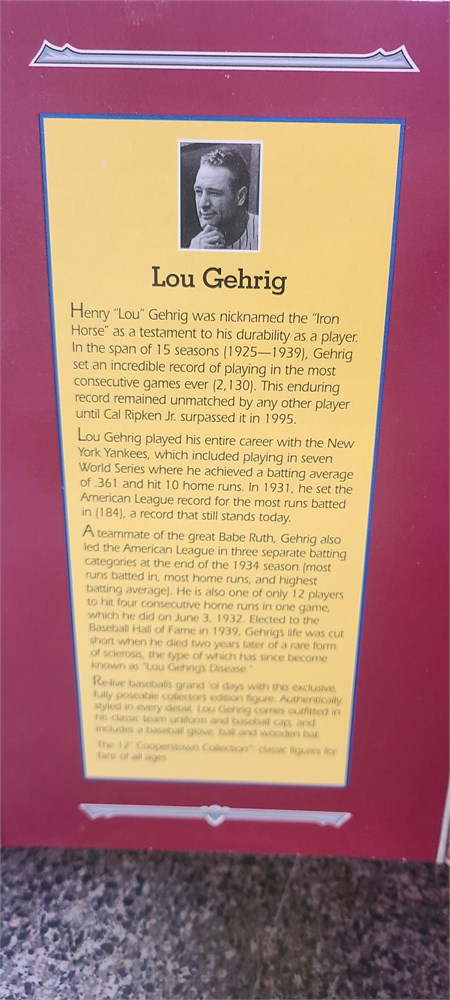 Lou Gehrig
Henry "Lou" Gehrig was nicknamed the "Iron
Horse" as a testament to his durability as a player.
In the span of 15 seasons (1925—1939), Gehrig
set an incredible record of playing in the most
consecutive games ever (2,130). This enduring
record remained unmatched by any other player
until Cal Ripken Jr. surpassed it in 1995.
Lou Gehrig played his entire career with the New
York Yankees, which included playing in seven
World Series where he achieved a batting average
of .361 and hit 10 home runs. In 1931, he set the
American League record for the most runs batted
in (184), a record that still stands today.
A teammate of the great Babe Ruth, Gehrig also
led the American League in three separate batting
categories at the end of the 1934 season (most
runs batted in, most home runs, and highest
batting average). He is also one of only 12 players
to hit four consecutive home runs in one game,
which he did on June 3, 1932. Elected to the
Baseball Hall of Fame in 1939, Gehrig's life was cut
short when he died two years later of a rare form
of sclerosis, the type of which has since become
known as "Lou Gehrig's Disease."
Re-live baseball's grand 'ol days with this exclusive,
fully poseable collector's edition figure. Authentically
styled in every detail, Lou Gehrig comes outfitted in
his classic team uniform and baseball cap, and
includes a baseball glove, ball and wooden bat.
The 12" Cooperstown Collection™: classic figures for
fans of all ages.